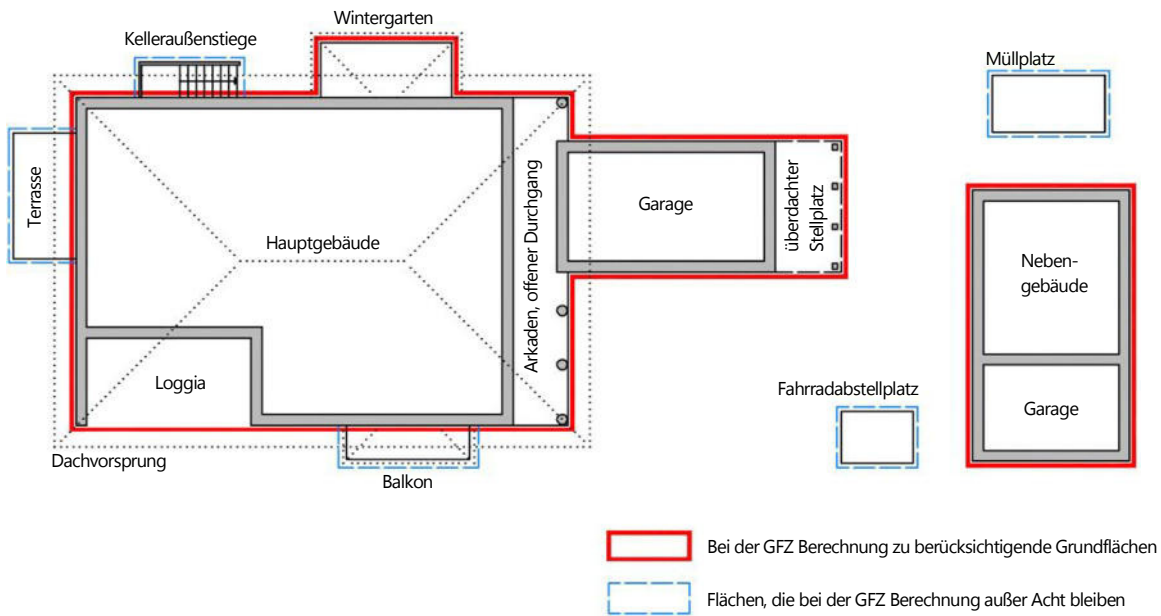 Wintergarten
Kelleraußenstiege
Müllplatz
Terrasse
Hauptgebäude
Arkaden, offener Durchgang
Garage
überdachter
Stellplatz
Neben-
gebäude
Loggia
Fahrradabstellplatz
Garage
Dachvorsprung
Balkon
Bei der GFZ Berechnung zu berücksichtigende Grundflächen
Flächen, die bei der GFZ Berechnung außer Acht bleiben